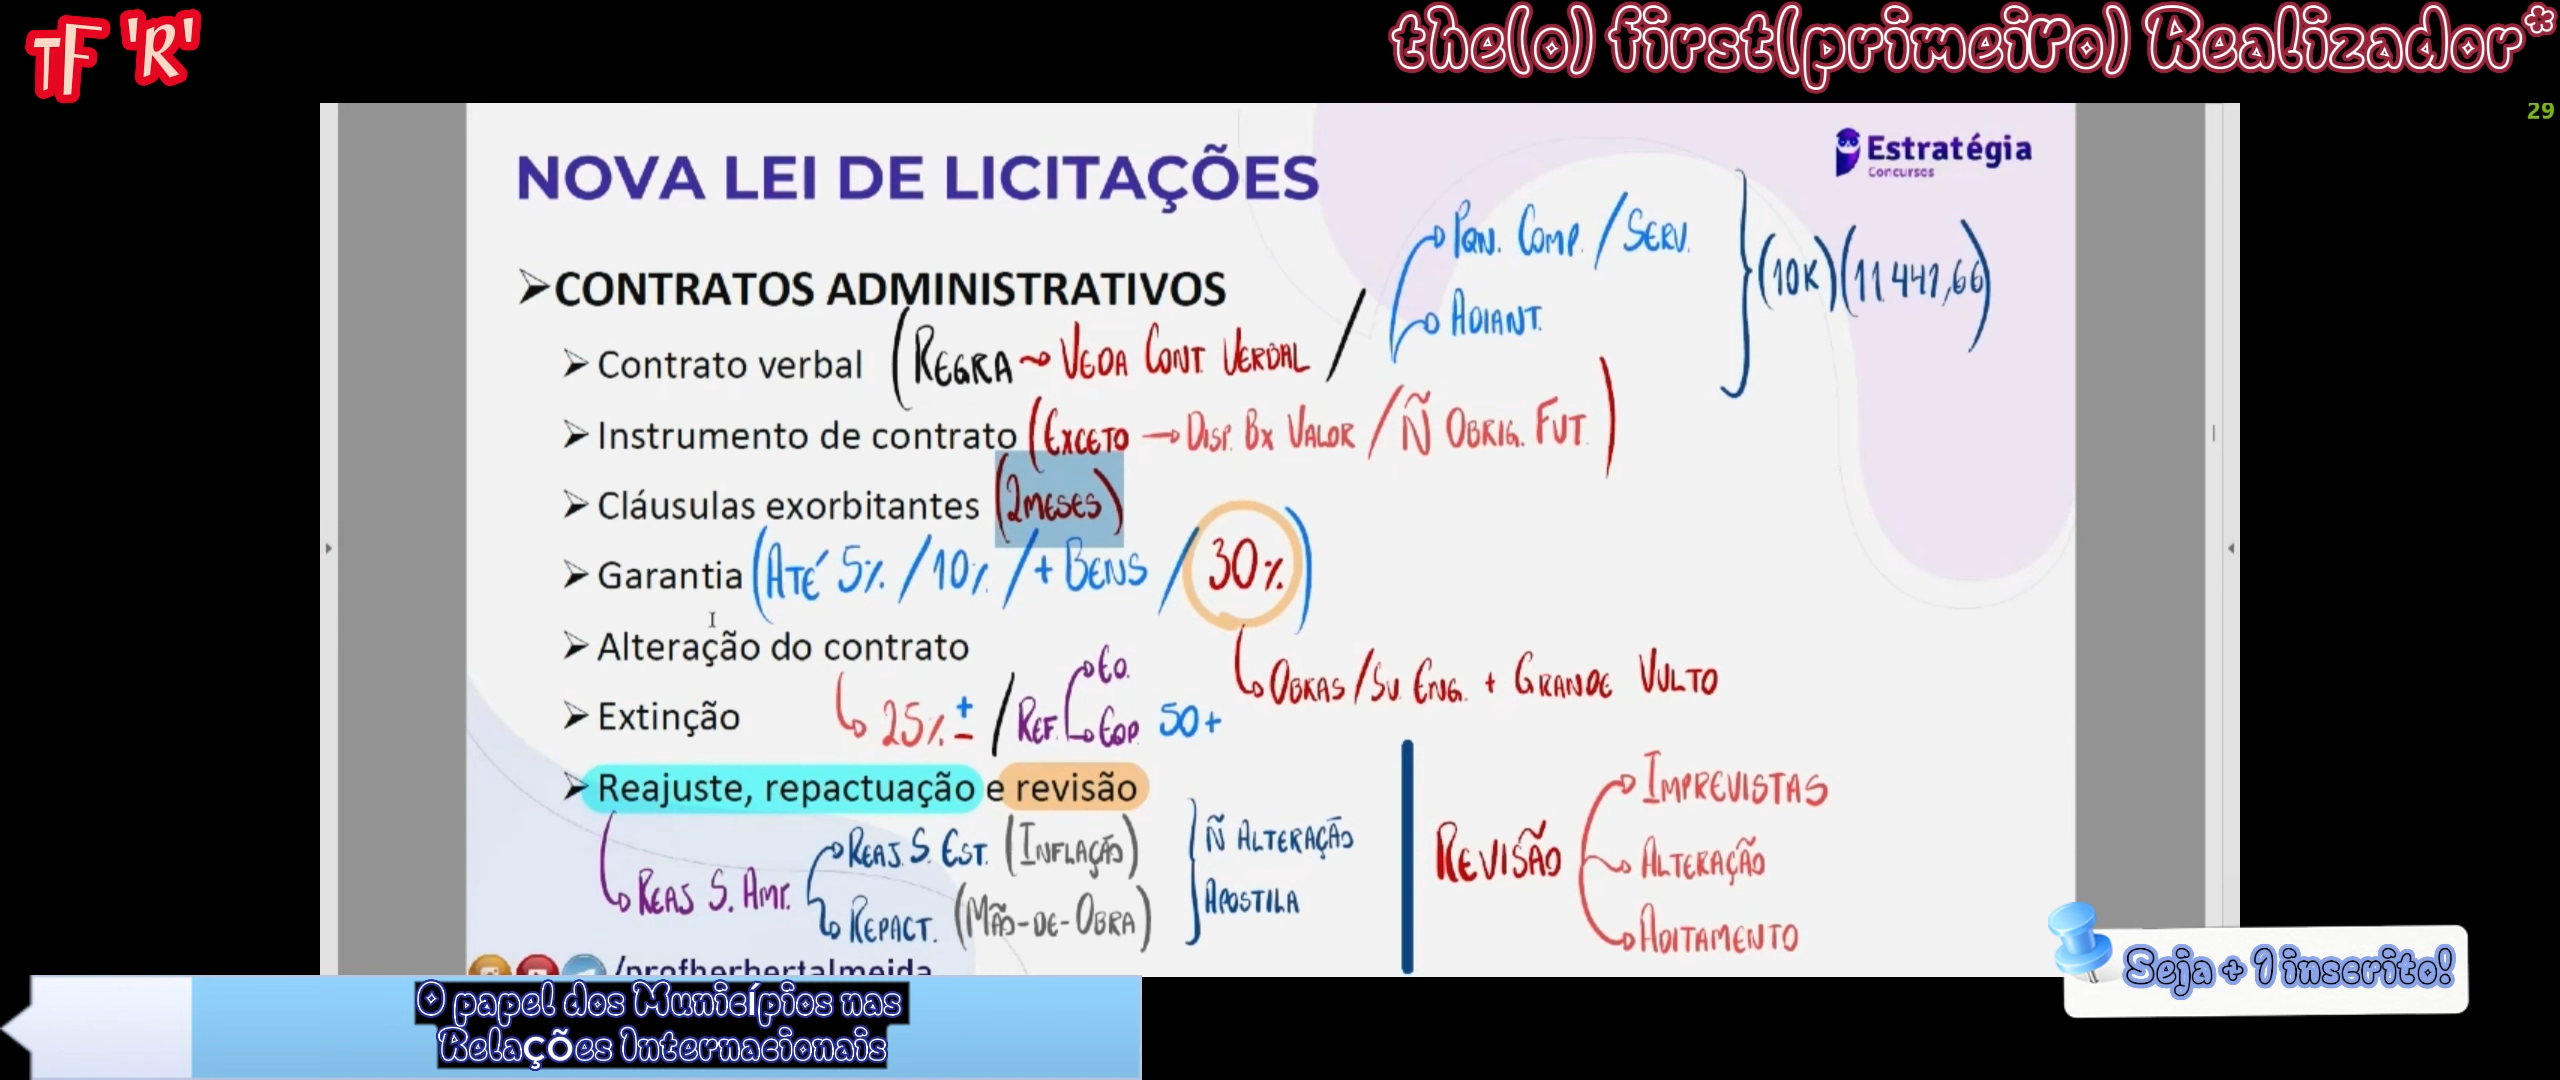 TF 'R'
the(o) first(primeiro) Realizador*
29
NOVA LEI DE LICITAÇÕES
Estratégia
Concursos
➢CONTRATOS ADMINISTRATIVOS
PQN. COMP. / SERV.
ADIANT.
(10K) (11.441,66)
➢ Contrato verbal (REGRA → VEDA CONT. VERBAL /
➢ Instrumento de contrato (EXCETO → DISP. BX VALOR / Ñ OBRIG. FUT.)
➢ Cláusulas exorbitantes (2MESES)
➢ Garantia (ATÉ 5% / 10% / + BENS / 30%)
OBRAS / SV. ENG. + GRANDE VULTO
➢ Alteração do contrato
25% + - / REF. EQP. 50+
➢ Extinção
➢ Reajuste, repactuação e revisão
REAJ S. AMT.
REAJ. S. EST. (INFLAÇÃO)
REPACT. (MÃO-DE-OBRA)
Ñ ALTERAÇÃO
APOSTILA
REVISÃO
IMPREVISTAS
ALTERAÇÃO
ADITAMENTO
/profherbertalmeida
O papel dos Municípios nas
Relações Internacionais
Seja + 1 inscrito!